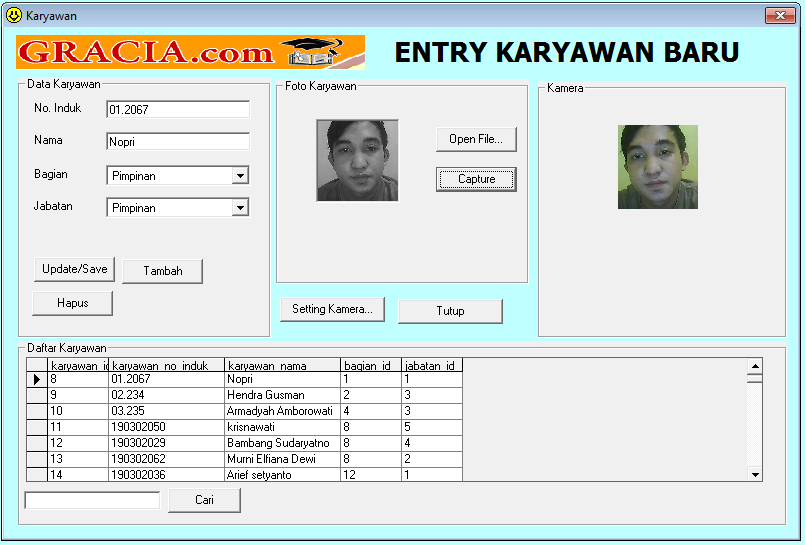 Karyawan
GRACIA.com
ENTRY KARYAWAN BARU
Data Karyawan
No. Induk 01.2067
Nama Nopri
Bagian Pimpinan
Jabatan Pimpinan
Update/Save Tambah
Hapus
Foto Karyawan
Open File...
Capture
Kamera
Setting Kamera... Tutup
Daftar Karyawan
karyawan_id karyawan_no_induk karyawan_nama bagian_id jabatan_id
8 01.2067 Nopri 1 1
9 02.234 Hendra Gusman 2 3
10 03.235 Armadyah Amborowati 4 3
11 190302050 krisnawati 8 5
12 190302029 Bambang Sudaryatno 8 4
13 190302062 Murni Elfiana Dewi 8 2
14 190302036 Arief setyanto 12 1
Cari